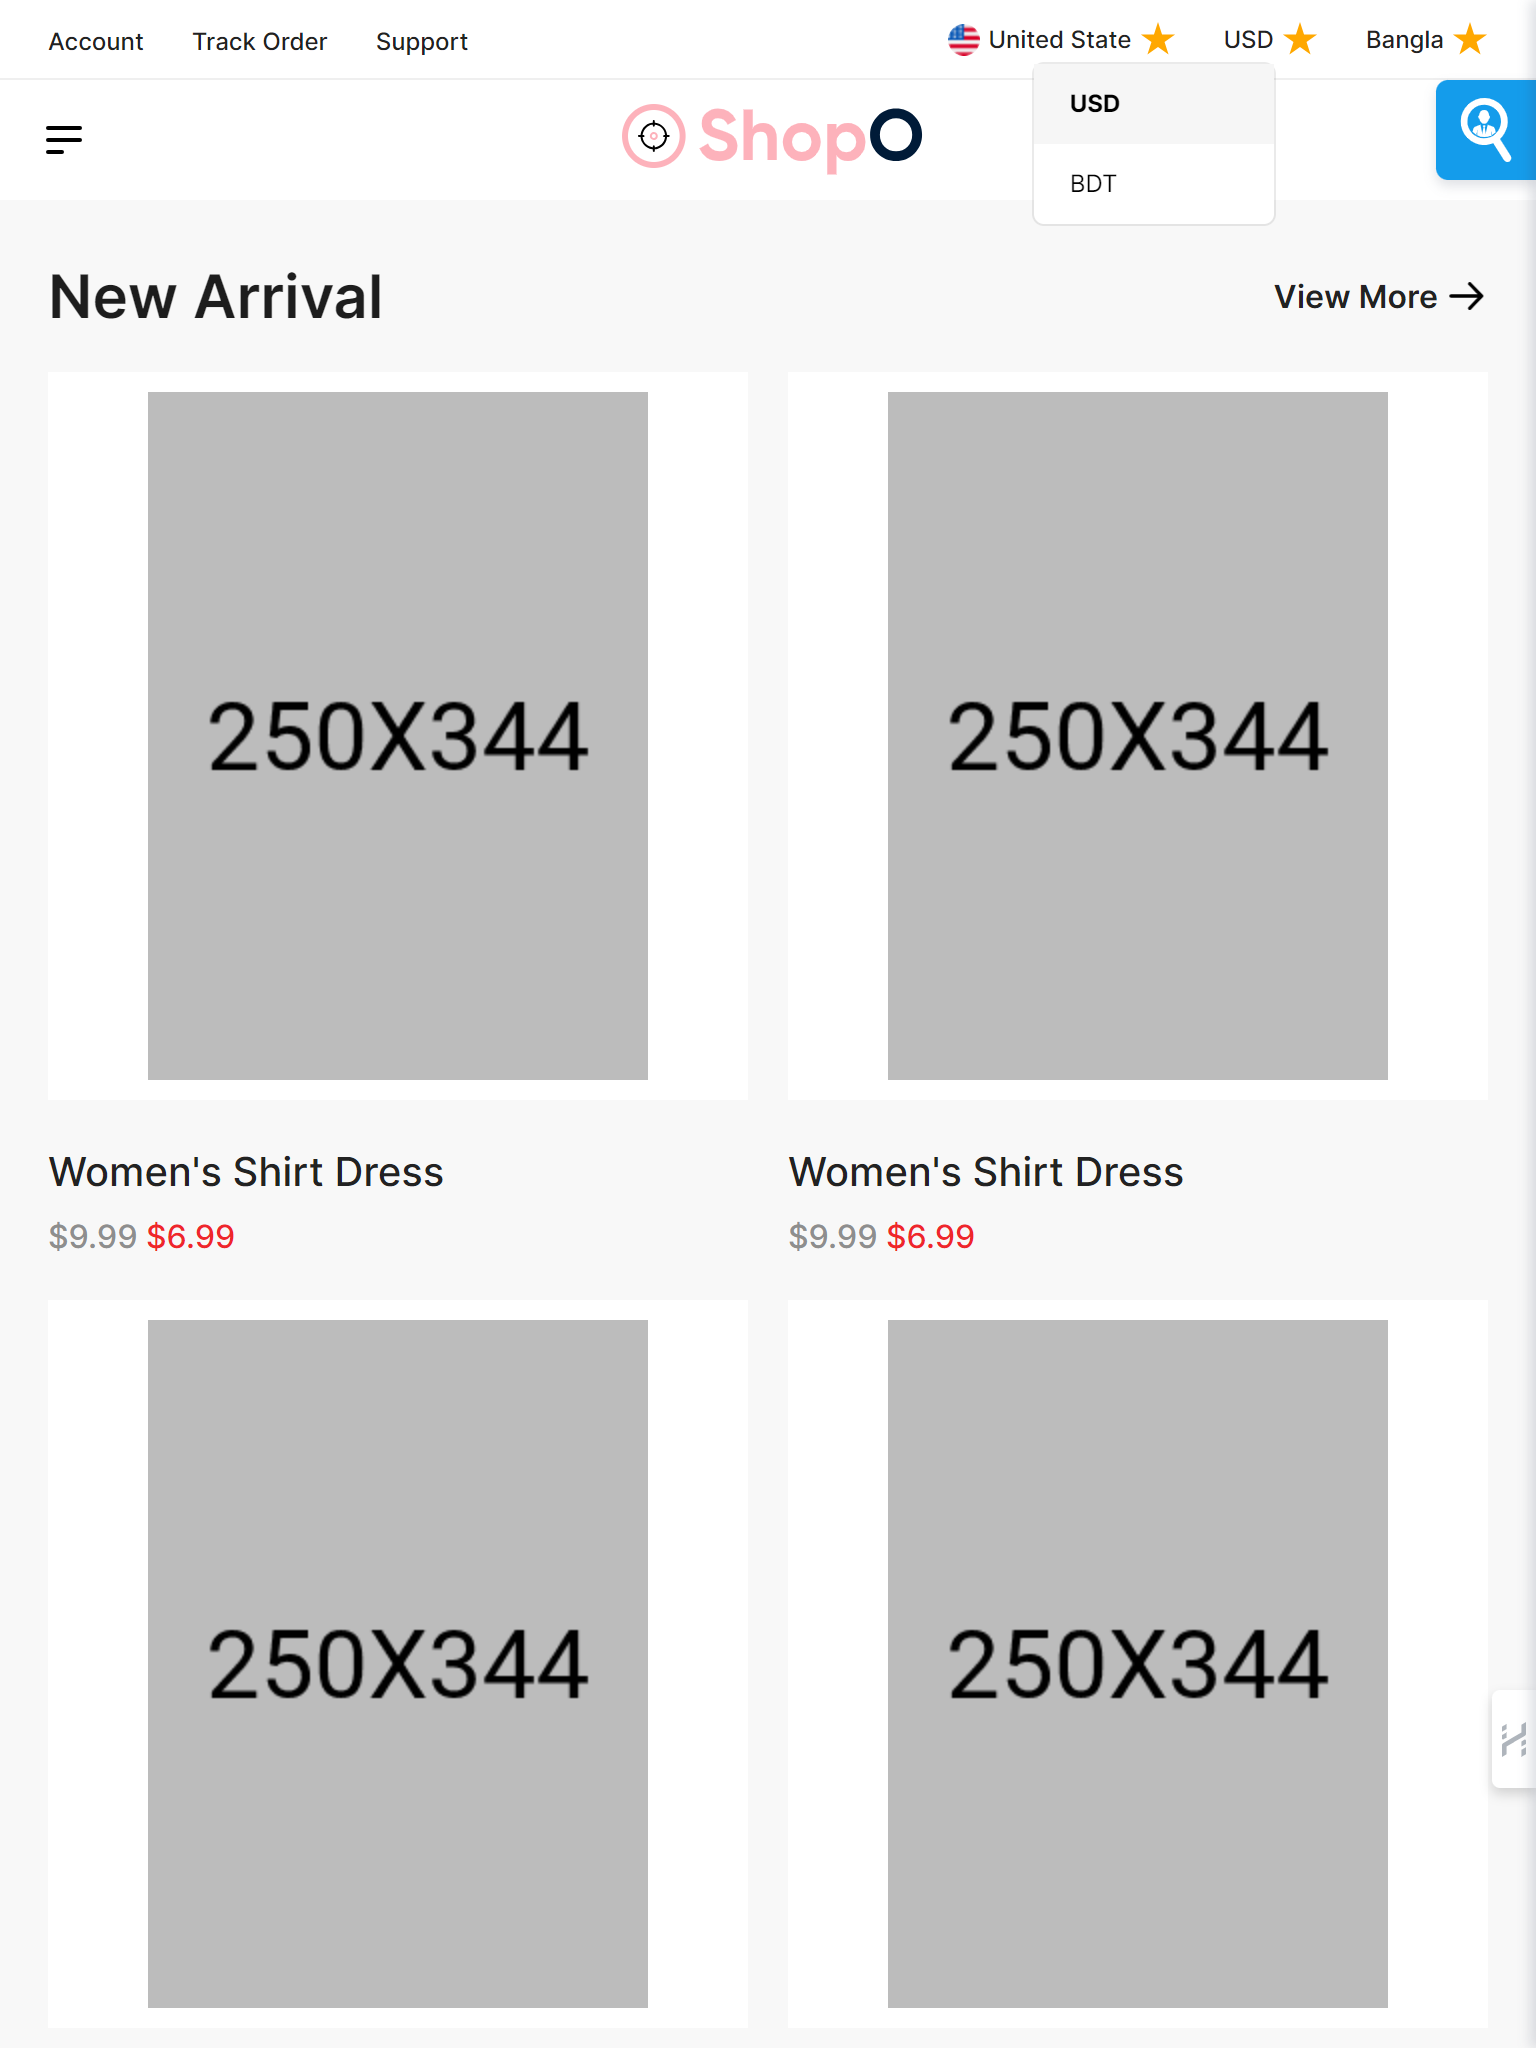 Account Track Order Support United State USD Bangla
USD
BDT
ShopO
New Arrival View More
250X344 250X344
Women's Shirt Dress Women's Shirt Dress
$9.99 $6.99 $9.99 $6.99
250X344 250X344